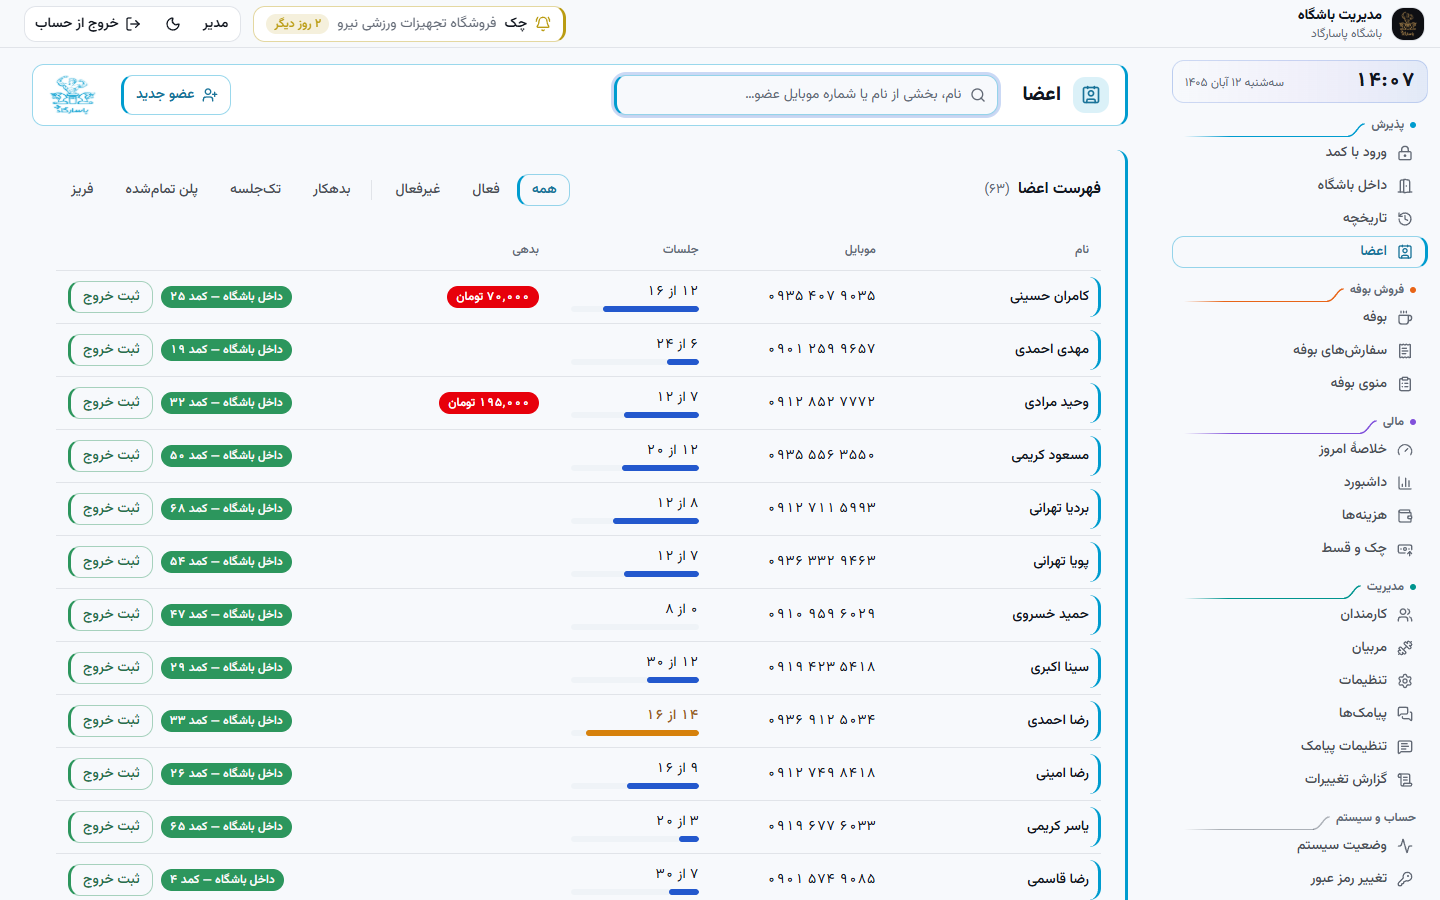 مدیریت باشگاه
باشگاه پاسارگاد
چک فروشگاه تجهیزات ورزشی نیرو ۲ روز دیگر
مدیر
خروج از حساب
۱۴:۰۷
سه‌شنبه ۱۲ آبان ۱۴۰۵
پذیرش
ورود با کمد
داخل باشگاه
تاریخچه
اعضا
فروش بوفه
بوفه
سفارش‌های بوفه
منوی بوفه
مالی
خلاصهٔ امروز
داشبورد
هزینه‌ها
چک و قسط
مدیریت
کارمندان
مربیان
تنظیمات
پیامک‌ها
تنظیمات پیامک
گزارش تغییرات
حساب و سیستم
وضعیت سیستم
تغییر رمز عبور
اعضا
نام، بخشی از نام یا شماره موبایل عضو...
عضو جدید
پاسارگاد
فهرست اعضا (۶۳)
همه فعال غیرفعال بدهکار تک‌جلسه پلن تمام‌شده فریز
نام موبایل جلسات بدهی
کامران حسینی ۰۹۳۵ ۴۰۷ ۹۰۳۵ ۱۲ از ۱۶ ۷۰,۰۰۰ تومان داخل باشگاه — کمد ۲۵ ثبت خروج
مهدی احمدی ۰۹۰۱ ۲۵۹ ۹۶۵۷ ۶ از ۲۴ داخل باشگاه — کمد ۱۹ ثبت خروج
وحید مرادی ۰۹۱۲ ۸۵۲ ۷۷۷۲ ۷ از ۱۲ ۱۹۵,۰۰۰ تومان داخل باشگاه — کمد ۳۲ ثبت خروج
مسعود کریمی ۰۹۳۵ ۵۵۶ ۳۵۵۰ ۱۲ از ۲۰ داخل باشگاه — کمد ۵۰ ثبت خروج
بردیا تهرانی ۰۹۱۲ ۷۱۱ ۵۹۹۳ ۸ از ۱۲ داخل باشگاه — کمد ۶۸ ثبت خروج
پویا تهرانی ۰۹۳۶ ۳۳۲ ۹۴۶۳ ۷ از ۱۲ داخل باشگاه — کمد ۵۴ ثبت خروج
حمید خسروی ۰۹۱۰ ۹۵۹ ۶۰۲۹ ۰ از ۸ داخل باشگاه — کمد ۴۷ ثبت خروج
سینا اکبری ۰۹۱۹ ۴۲۳ ۵۴۱۸ ۱۲ از ۳۰ داخل باشگاه — کمد ۲۹ ثبت خروج
رضا احمدی ۰۹۳۶ ۹۱۲ ۵۰۳۴ ۱۴ از ۱۶ داخل باشگاه — کمد ۳۳ ثبت خروج
رضا امینی ۰۹۱۲ ۷۴۹ ۸۴۱۸ ۹ از ۱۶ داخل باشگاه — کمد ۲۶ ثبت خروج
یاسر کریمی ۰۹۱۹ ۶۷۷ ۶۰۳۳ ۳ از ۲۰ داخل باشگاه — کمد ۶۵ ثبت خروج
رضا قاسمی ۰۹۰۱ ۵۷۴ ۹۰۸۵ ۷ از ۳۰ داخل باشگاه — کمد ۴ ثبت خروج